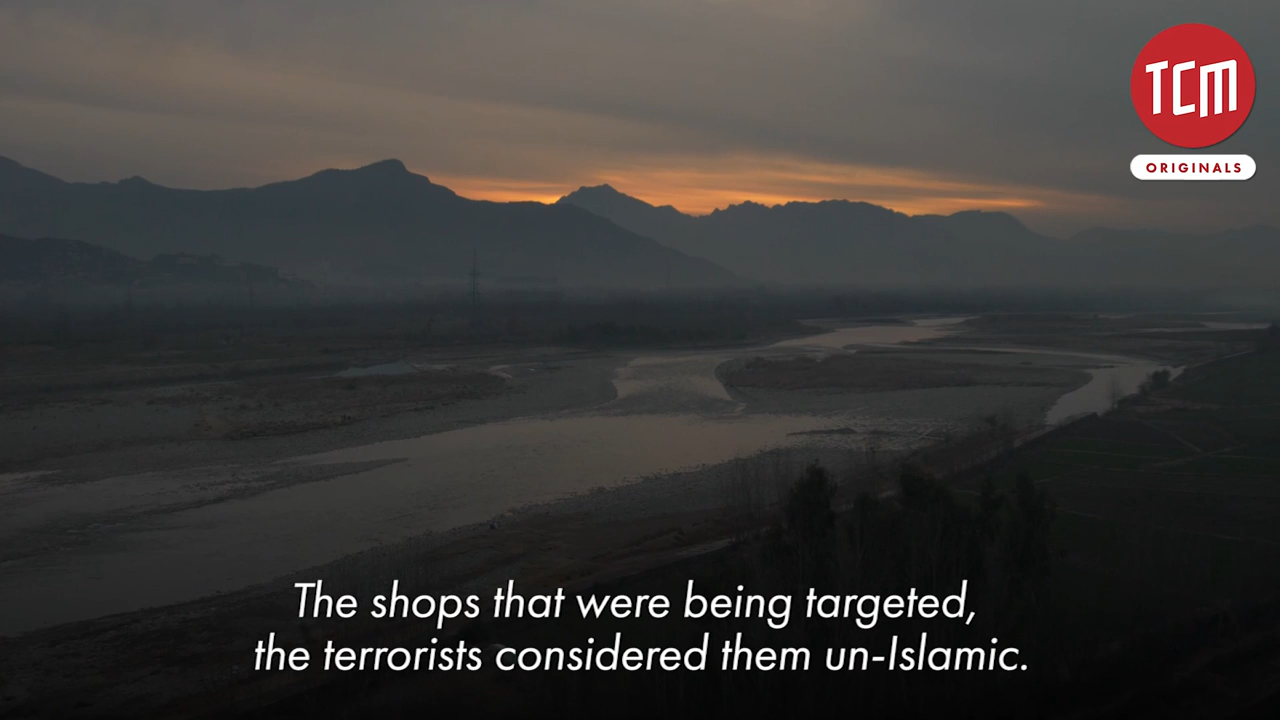 TCM
ORIGINALS
The shops that were being targeted,
the terrorists considered them un-Islamic.